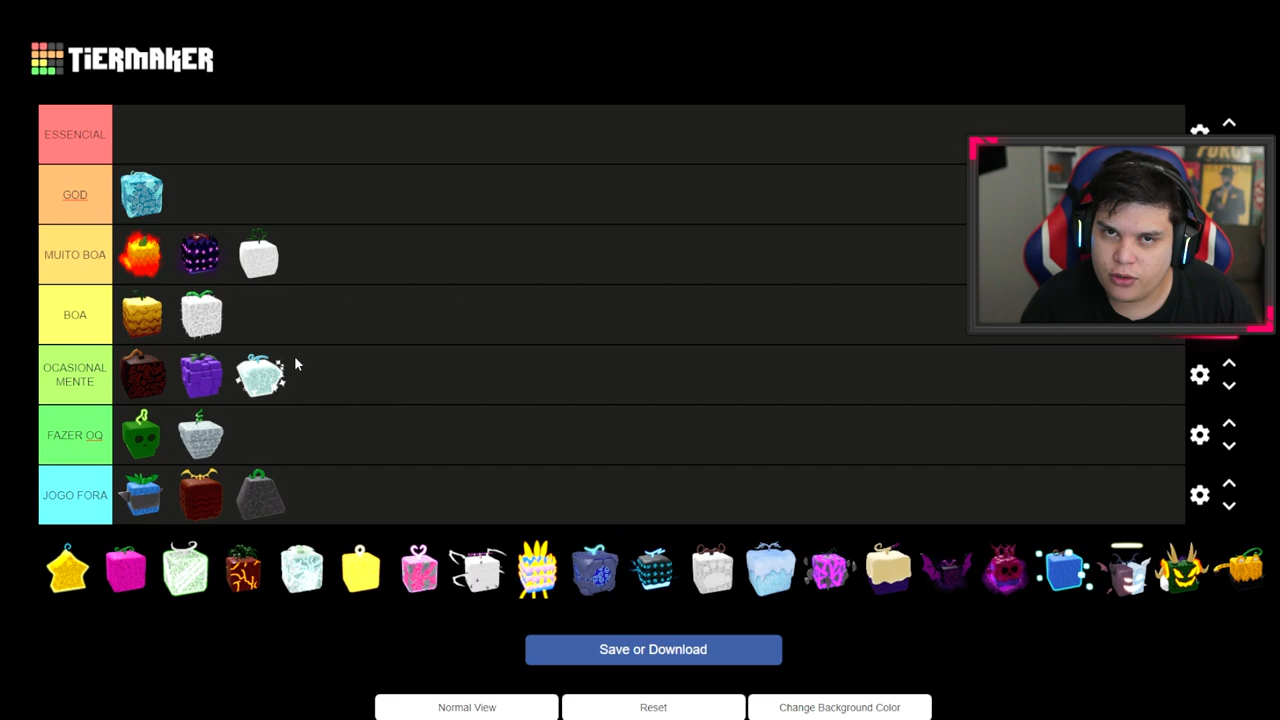 TIERMAKER
ESSENCIAL
GOD
MUITO BOA
BOA
OCASIONAL
MENTE
FAZER OQ
JOGO FORA
Save or Download
Normal View
Reset
Change Background Color